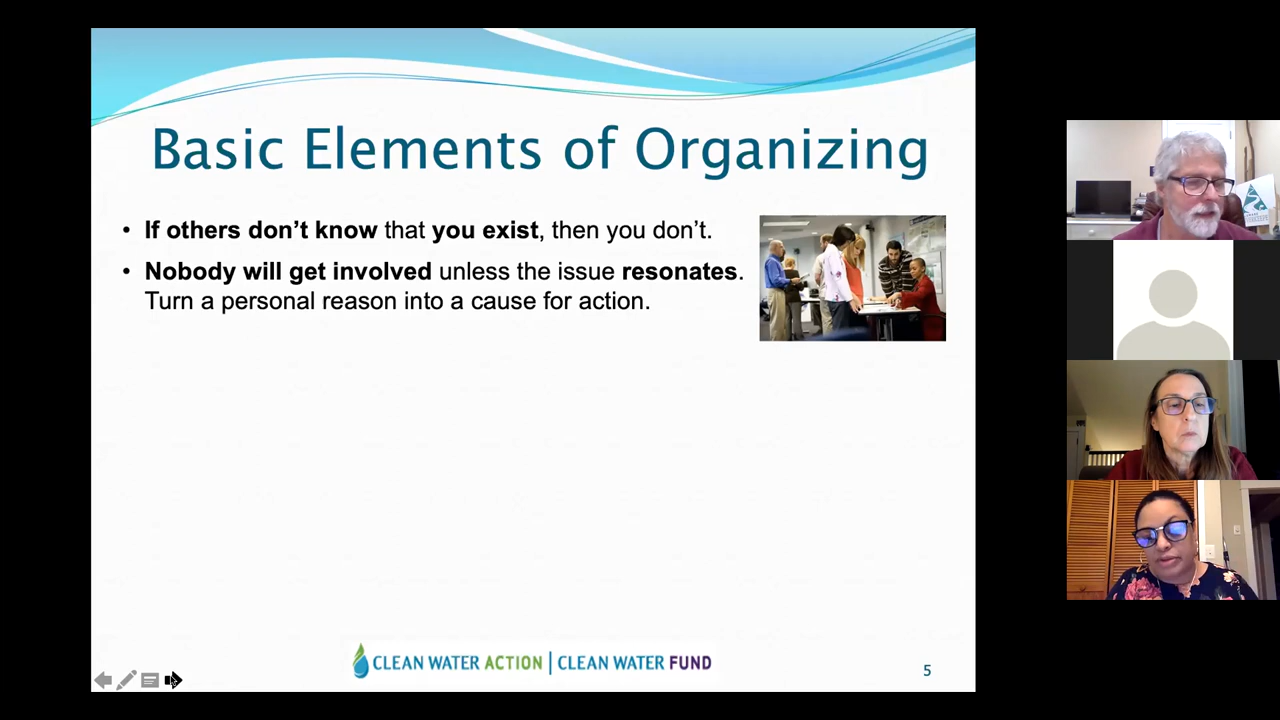 Basic Elements of Organizing
• If others don’t know that you exist, then you don’t.
• Nobody will get involved unless the issue resonates.
Turn a personal reason into a cause for action.
CLEAN WATER ACTION | CLEAN WATER FUND
5